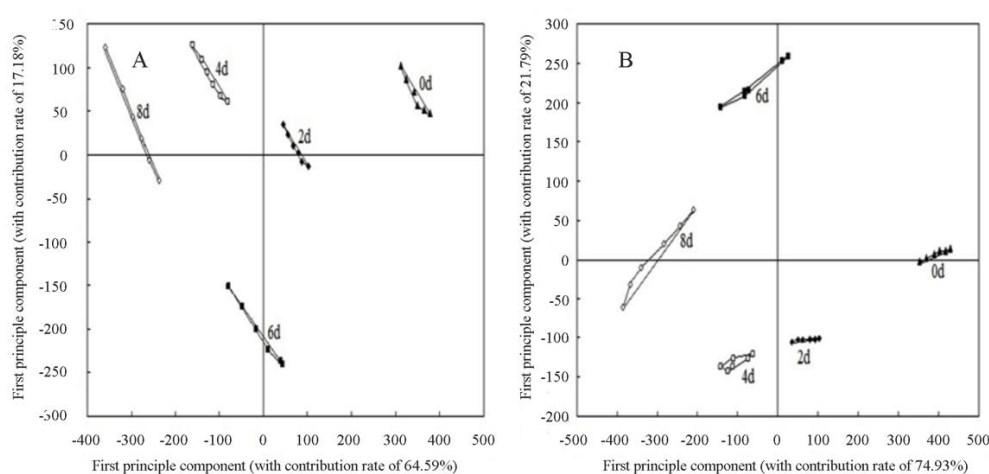 First principle component (with contribution rate of 17.18%)
150
100
50
0
-50
-100
-150
-200
-250
-300
A
8d
4d
2d
0d
6d
-400 -300 -200 -100 0 100 200 300 400 500
First principle component (with contribution rate of 64.59%)
First principle component (with contribution rate of 21.79%)
300
250
200
150
100
50
0
-50
-100
-150
-200
B
6d
8d
0d
2d
4d
-500 -400 -300 -200 -100 0 100 200 300 400 500
First principle component (with contribution rate of 74.93%)